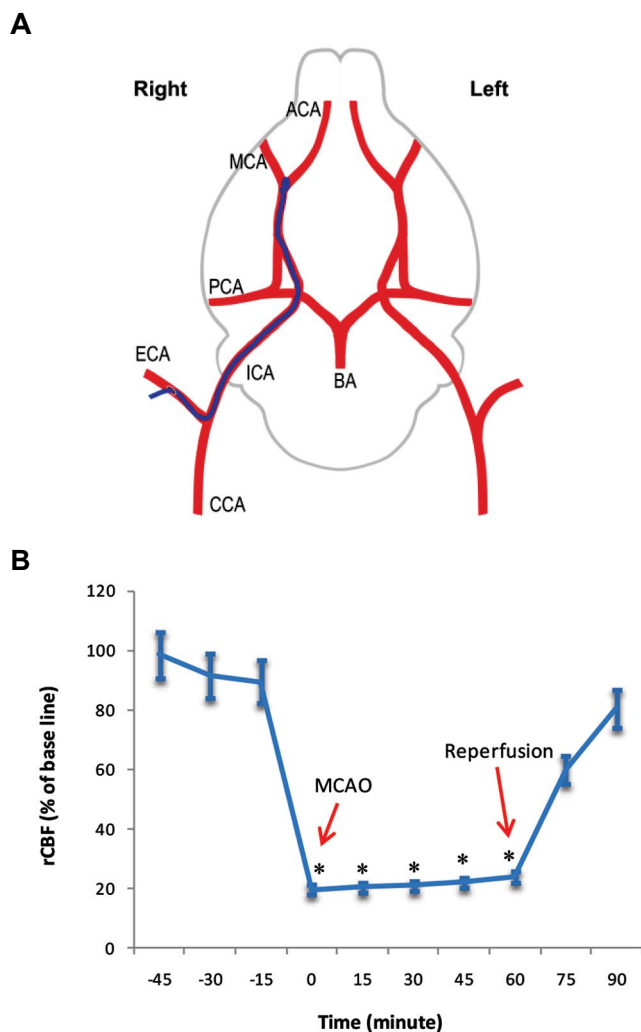 A
Right
Left
ACA
MCA
PCA
ECA
ICA
BA
CCA
B
rCBF (% of base line)
120
100
80
60
40
20
0
MCAO
Reperfusion
* * * * *
-45 -30 -15 0 15 30 45 60 75 90
Time (minute)